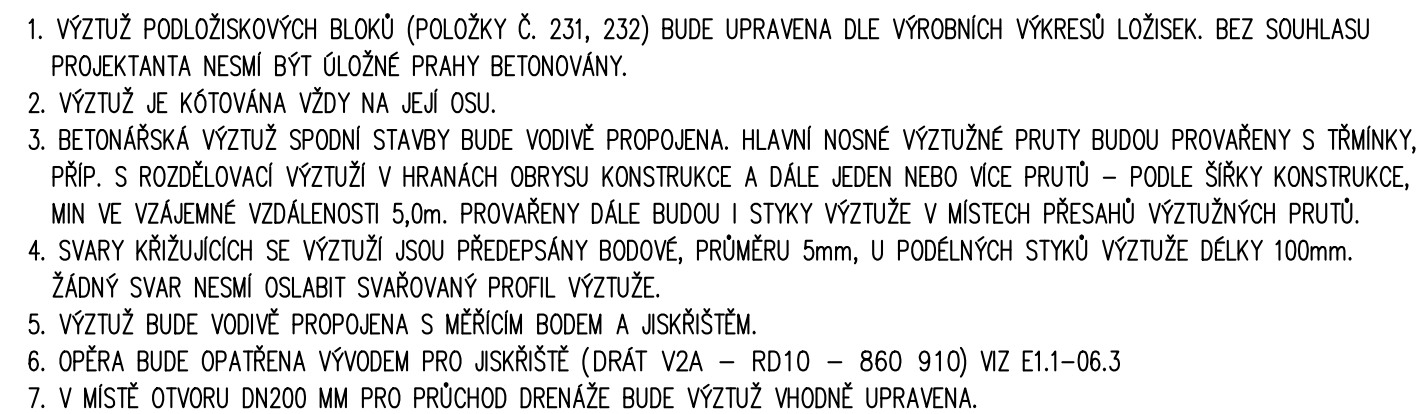 1. VÝZTUŽ PODLOŽISKOVÝCH BLOKŮ (POLOŽKY Č. 231, 232) BUDE UPRAVENA DLE VÝROBNÍCH VÝKRESŮ LOŽISEK. BEZ SOUHLASU
PROJEKTANTA NESMÍ BÝT ÚLOŽNÉ PRAHY BETONOVÁNY.
2. VÝZTUŽ JE KÓTOVÁNA VŽDY NA JEJÍ OSU.
3. BETONÁŘSKÁ VÝZTUŽ SPODNÍ STAVBY BUDE VODIVĚ PROPOJENA. HLAVNÍ NOSNÉ VÝZTUŽNÉ PRUTY BUDOU PROVAŘENY S TŘMÍNKY,
PŘÍP. S ROZDĚLOVACÍ VÝZTUŽÍ V HRANÁCH OBRYSU KONSTRUKCE A DÁLE JEDEN NEBO VÍCE PRUTŮ – PODLE ŠÍŘKY KONSTRUKCE,
MIN VE VZÁJEMNÉ VZDÁLENOSTI 5,0m. PROVAŘENY DÁLE BUDOU I STYKY VÝZTUŽE V MÍSTECH PŘESAHŮ VÝZTUŽNÝCH PRUTŮ.
4. SVARY KŘIŽUJÍCÍCH SE VÝZTUŽÍ JSOU PŘEDEPSÁNY BODOVÉ, PRŮMĚRU 5mm, U PODÉLNÝCH STYKŮ VÝZTUŽE DÉLKY 100mm.
ŽÁDNÝ SVAR NESMÍ OSLABIT SVAŘOVANÝ PROFIL VÝZTUŽE.
5. VÝZTUŽ BUDE VODIVĚ PROPOJENA S MĚŘÍCÍM BODEM A JISKŘIŠTĚM.
6. OPĚRA BUDE OPATŘENA VÝVODEM PRO JISKŘIŠTĚ (DRÁT V2A – RD10 – 860 910) VIZ E1.1–06.3
7. V MÍSTĚ OTVORU DN200 MM PRO PRŮCHOD DRENÁŽE BUDE VÝZTUŽ VHODNĚ UPRAVENA.